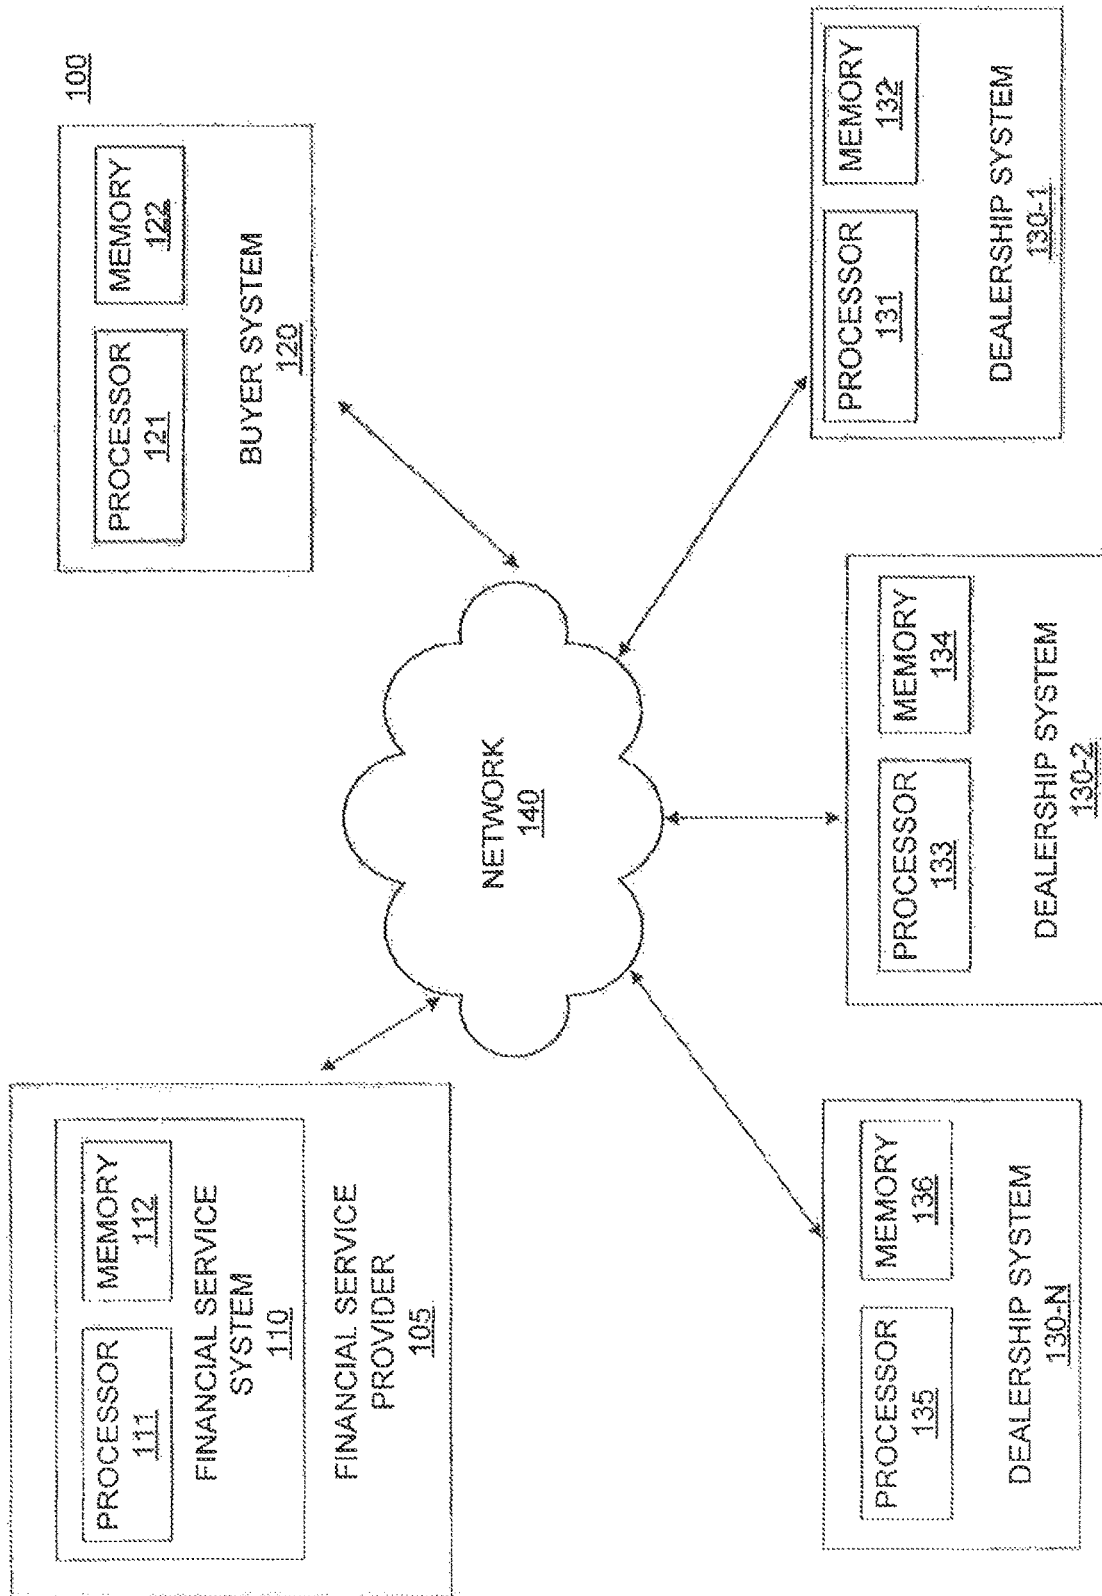 100
PROCESSOR
111
MEMORY
112
FINANCIAL SERVICE
SYSTEM
110
FINANCIAL SERVICE
PROVIDER
105
PROCESSOR
121
MEMORY
122
BUYER SYSTEM
120
NETWORK
140
PROCESSOR
135
MEMORY
136
DEALERSHIP SYSTEM
130-N
PROCESSOR
133
MEMORY
134
DEALERSHIP SYSTEM
130-2
PROCESSOR
131
MEMORY
132
DEALERSHIP SYSTEM
130-1